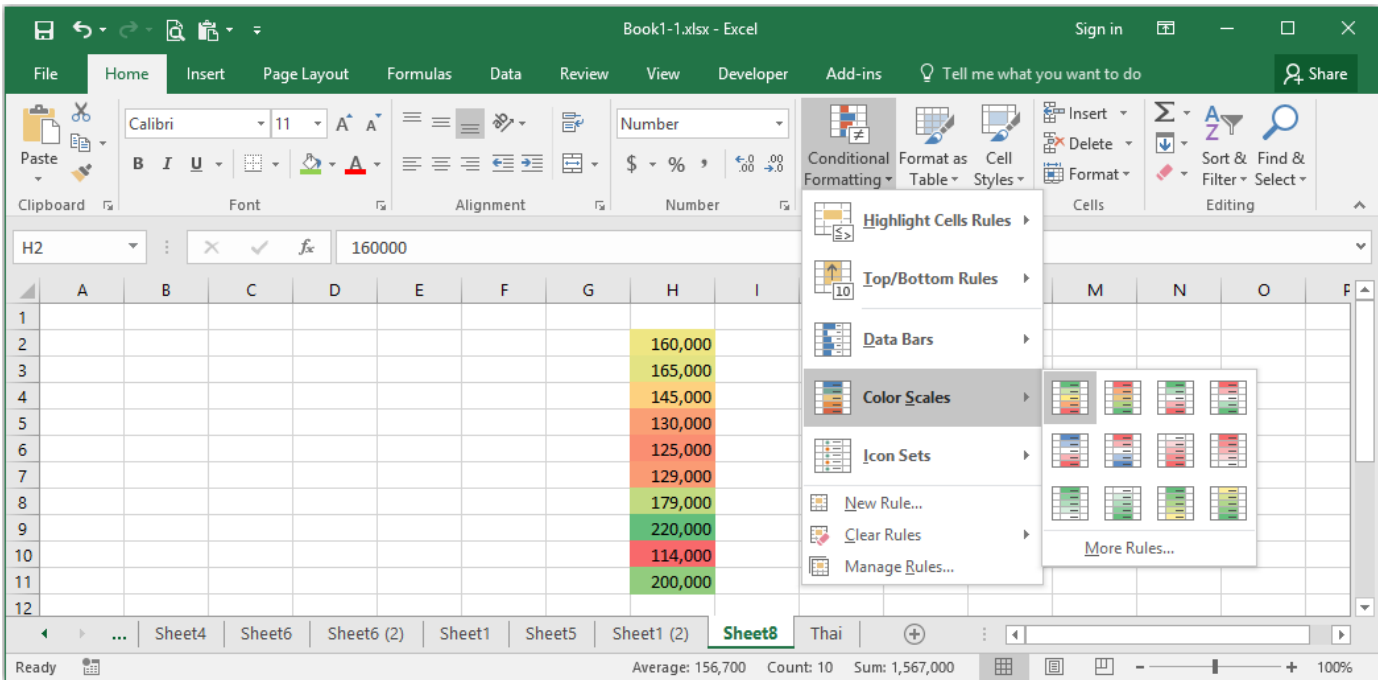 Book1-1.xlsx - Excel
Sign in
File Home Insert Page Layout Formulas Data Review View Developer Add-ins Tell me what you want to do Share
Calibri 11 A A Number Insert Σ A Z
Paste B I U A $ % , .0 .00 .00 .0 Conditional Formatting Format as Table Cell Styles Delete Format Sort & Filter Find & Select
Clipboard Font Alignment Number Cells Editing
H2 fx 160000
Highlight Cells Rules
Top/Bottom Rules
10
Data Bars
Color Scales
Icon Sets
New Rule...
Clear Rules
Manage Rules...
More Rules...
A B C D E F G H I M N O P
1
2 160,000
3 165,000
4 145,000
5 130,000
6 125,000
7 129,000
8 179,000
9 220,000
10 114,000
11 200,000
12
... Sheet4 Sheet6 Sheet6 (2) Sheet1 Sheet5 Sheet1 (2) Sheet8 Thai
Ready Average: 156,700 Count: 10 Sum: 1,567,000 - + 100%